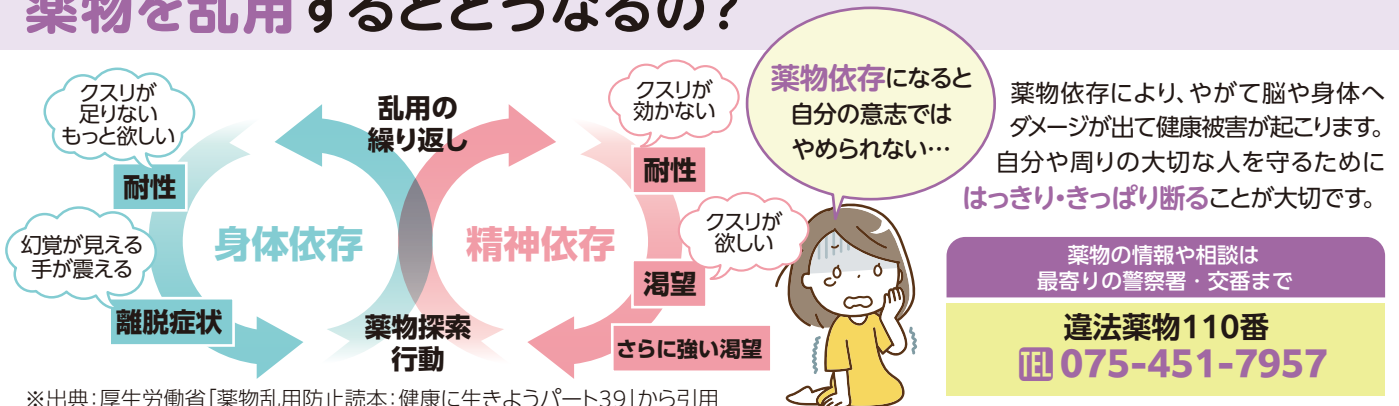 薬物を乱用するとどうなるの?
クスリが
足りない
もっと欲しい
耐性
幻覚が見える
手が震える
離脱症状
身体依存
乱用の
繰り返し
薬物探索
行動
精神依存
クスリが
効かない
耐性
クスリが
欲しい
渇望
さらに強い渇望
薬物依存になると
自分の意志では
やめられない…
薬物依存により、やがて脳や身体へ
ダメージが出て健康被害が起こります。
自分や周りの大切な人を守るために
はっきり・きっぱり断ることが大切です。
薬物の情報や相談は
最寄りの警察署・交番まで
違法薬物110番
TEL 075-451-7957
※出典:厚生労働省「薬物乱用防止読本:健康に生きようパート39」から引用